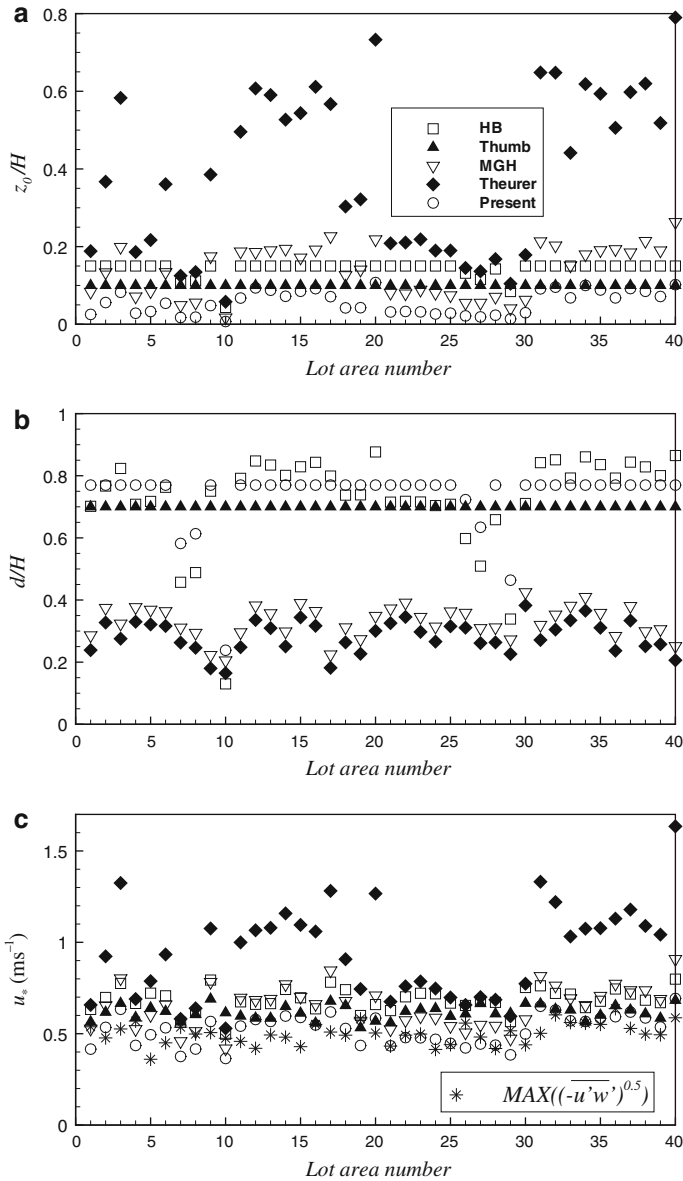 a
0.8
0.6
0.4
0.2
0
z₀/H
HB
Thumb
MGH
Theurer
Present
0 5 10 15 20 25 30 35 40
Lot area number
b
1
0.8
0.6
0.4
0.2
0
d/H
0 5 10 15 20 25 30 35 40
Lot area number
c
1.5
1
0.5
0
u* (ms⁻¹)
MAX((-u'w')^0.5)
0 5 10 15 20 25 30 35 40
Lot area number